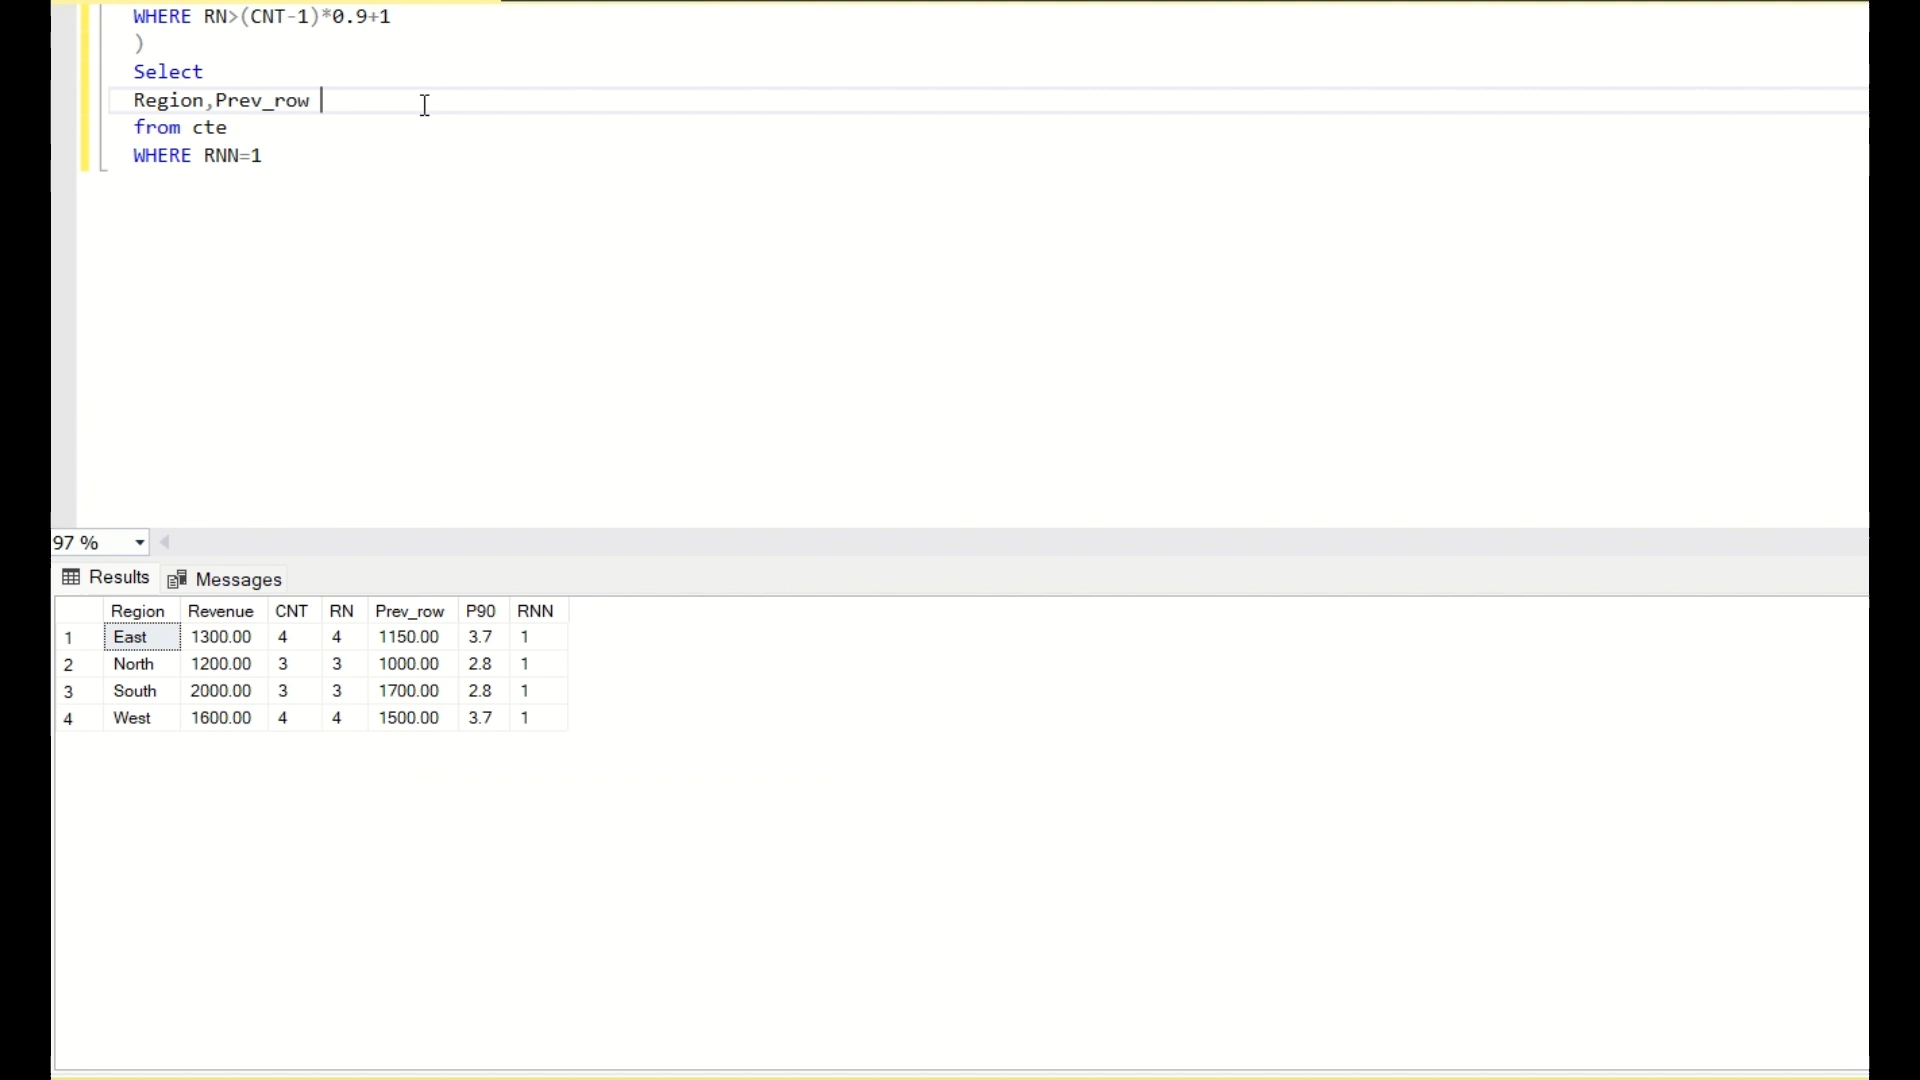 WHERE RN>(CNT-1)*0.9+1
)
Select
Region,Prev_row
from cte
WHERE RNN=1
97 %
Results Messages
Region Revenue CNT RN Prev_row P90 RNN
1 East 1300.00 4 4 1150.00 3.7 1
2 North 1200.00 3 3 1000.00 2.8 1
3 South 2000.00 3 3 1700.00 2.8 1
4 West 1600.00 4 4 1500.00 3.7 1